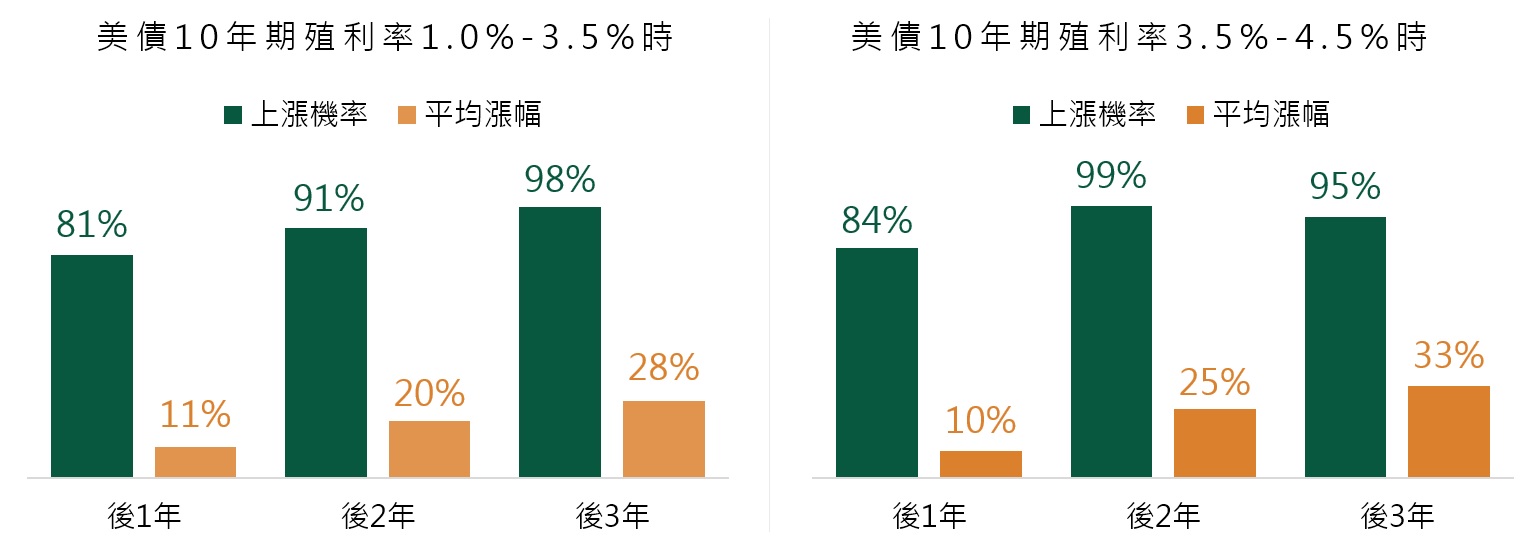 美債10年期殖利率1.0%-3.5%時
上漲機率 平均漲幅
81%
11%
91%
20%
98%
28%
後1年 後2年 後3年
美債10年期殖利率3.5%-4.5%時
上漲機率 平均漲幅
84%
10%
99%
25%
95%
33%
後1年 後2年 後3年